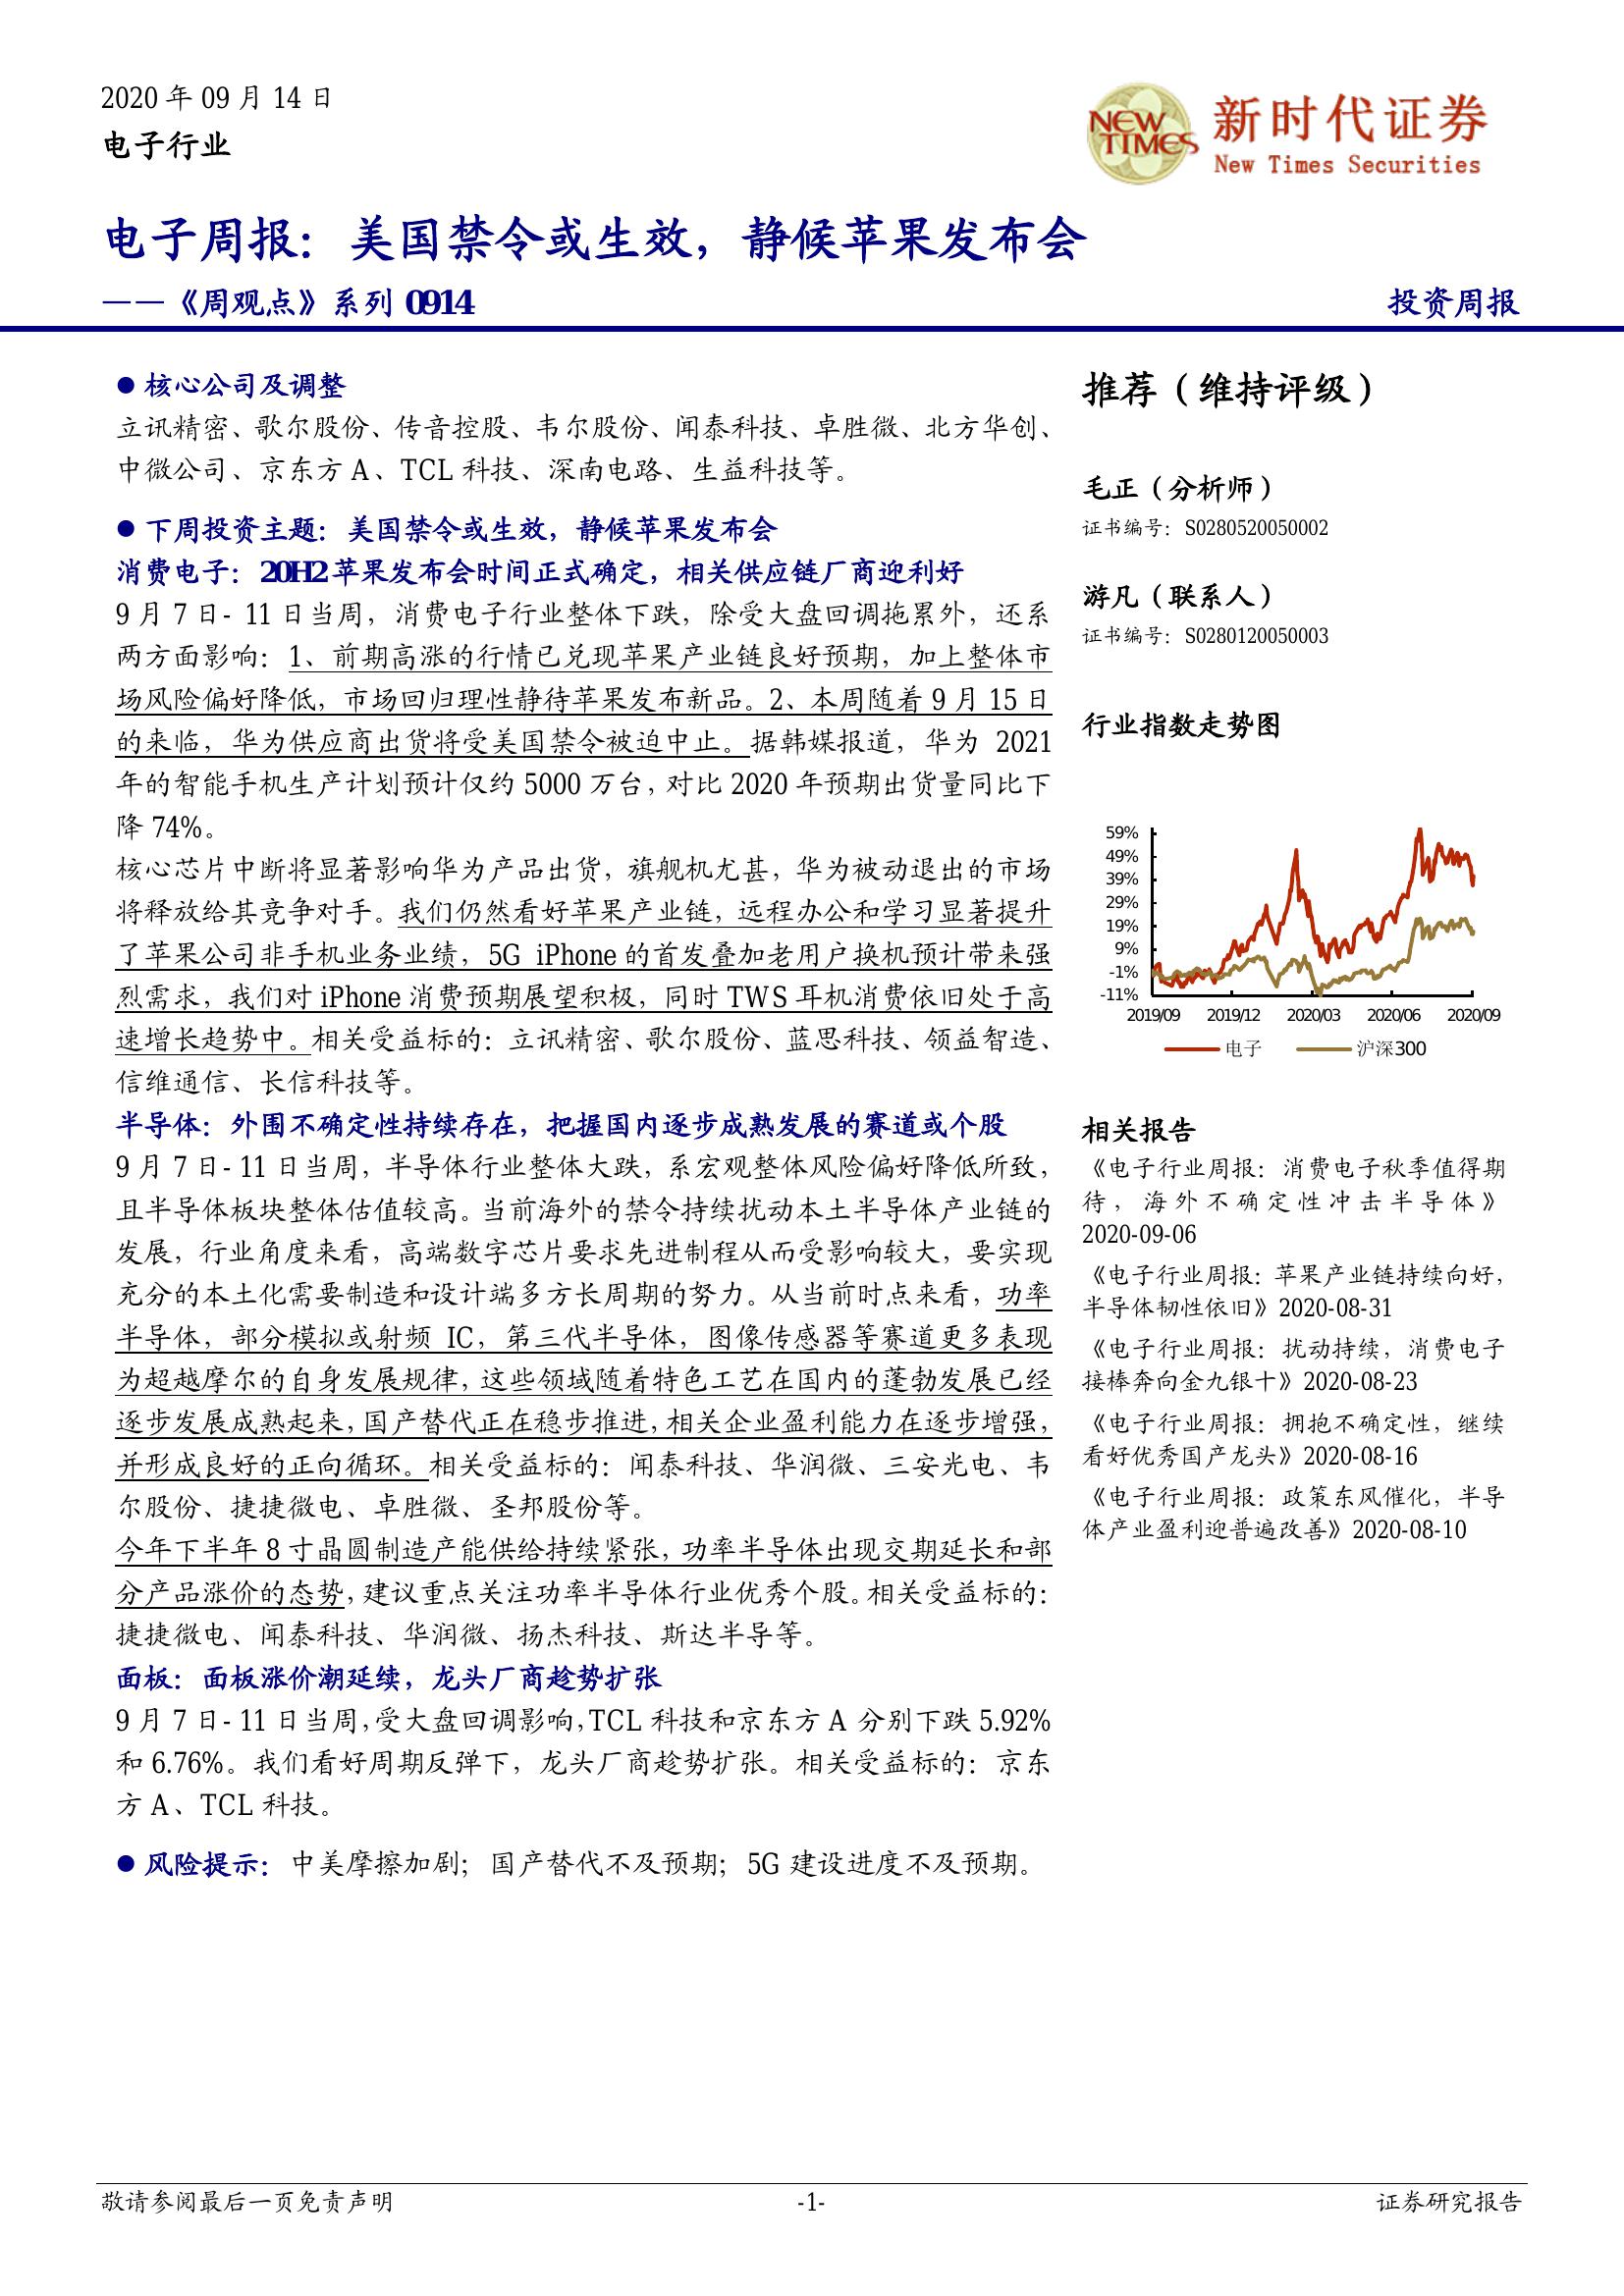 2020 年 09 月 14 日
电子行业
NEW TIMES
新时代证券
New Times Securities
电子周报：美国禁令或生效，静候苹果发布会
——《周观点》系列 0914
投资周报
● 核心公司及调整
立讯精密、歌尔股份、传音控股、韦尔股份、闻泰科技、卓胜微、北方华创、
中微公司、京东方 A、TCL 科技、深南电路、生益科技等。
● 下周投资主题：美国禁令或生效，静候苹果发布会
消费电子：20H2 苹果发布会时间正式确定，相关供应链厂商迎利好
9 月 7 日- 11 日当周，消费电子行业整体下跌，除受大盘回调拖累外，还系
两方面影响：1、前期高涨的行情已兑现苹果产业链良好预期，加上整体市
场风险偏好降低，市场回归理性静待苹果发布新品。2、本周随着 9 月 15 日
的来临，华为供应商出货将受美国禁令被迫中止。据韩媒报道，华为 2021
年的智能手机生产计划预计仅约 5000 万台，对比 2020 年预期出货量同比下
降 74%。
核心芯片中断将显著影响华为产品出货，旗舰机尤甚，华为被动退出的市场
将释放给其竞争对手。我们仍然看好苹果产业链，远程办公和学习显著提升
了苹果公司非手机业务业绩，5G iPhone 的首发叠加老用户换机预计带来强
烈需求，我们对 iPhone 消费预期展望积极，同时 TWS 耳机消费依旧处于高
速增长趋势中。相关受益标的：立讯精密、歌尔股份、蓝思科技、领益智造、
信维通信、长信科技等。
半导体：外围不确定性持续存在，把握国内逐步成熟发展的赛道或个股
9 月 7 日- 11 日当周，半导体行业整体大跌，系宏观整体风险偏好降低所致，
且半导体板块整体估值较高。当前海外的禁令持续扰动本土半导体产业链的
发展，行业角度来看，高端数字芯片要求先进制程从而受影响较大，要实现
充分的本土化需要制造和设计端多方长周期的努力。从当前时点来看，功率
半导体，部分模拟或射频 IC，第三代半导体，图像传感器等赛道更多表现
为超越摩尔的自身发展规律，这些领域随着特色工艺在国内的蓬勃发展已经
逐步发展成熟起来，国产替代正在稳步推进，相关企业盈利能力在逐步增强，
并形成良好的正向循环。相关受益标的：闻泰科技、华润微、三安光电、韦
尔股份、捷捷微电、卓胜微、圣邦股份等。
今年下半年 8 寸晶圆制造产能供给持续紧张，功率半导体出现交期延长和部
分产品涨价的态势，建议重点关注功率半导体行业优秀个股。相关受益标的：
捷捷微电、闻泰科技、华润微、扬杰科技、斯达半导等。
面板：面板涨价潮延续，龙头厂商趁势扩张
9 月 7 日- 11 日当周，受大盘回调影响，TCL 科技和京东方 A 分别下跌 5.92%
和 6.76%。我们看好周期反弹下，龙头厂商趁势扩张。相关受益标的：京东
方 A、TCL 科技。
● 风险提示：中美摩擦加剧；国产替代不及预期；5G 建设进度不及预期。
推荐（维持评级）
毛正（分析师）
证书编号：S0280520050002
游凡（联系人）
证书编号：S0280120050003
行业指数走势图
59%
49%
39%
29%
19%
9%
-1%
-11%
2019/09 2019/12 2020/03 2020/06 2020/09
电子 沪深300
相关报告
《电子行业周报：消费电子秋季值得期
待，海外不确定性冲击半导体》
2020-09-06
《电子行业周报：苹果产业链持续向好，
半导体韧性依旧》2020-08-31
《电子行业周报：扰动持续，消费电子
接棒奔向金九银十》2020-08-23
《电子行业周报：拥抱不确定性，继续
看好优秀国产龙头》2020-08-16
《电子行业周报：政策东风催化，半导
体产业盈利迎普遍改善》2020-08-10
敬请参阅最后一页免责声明
-1-
证券研究报告